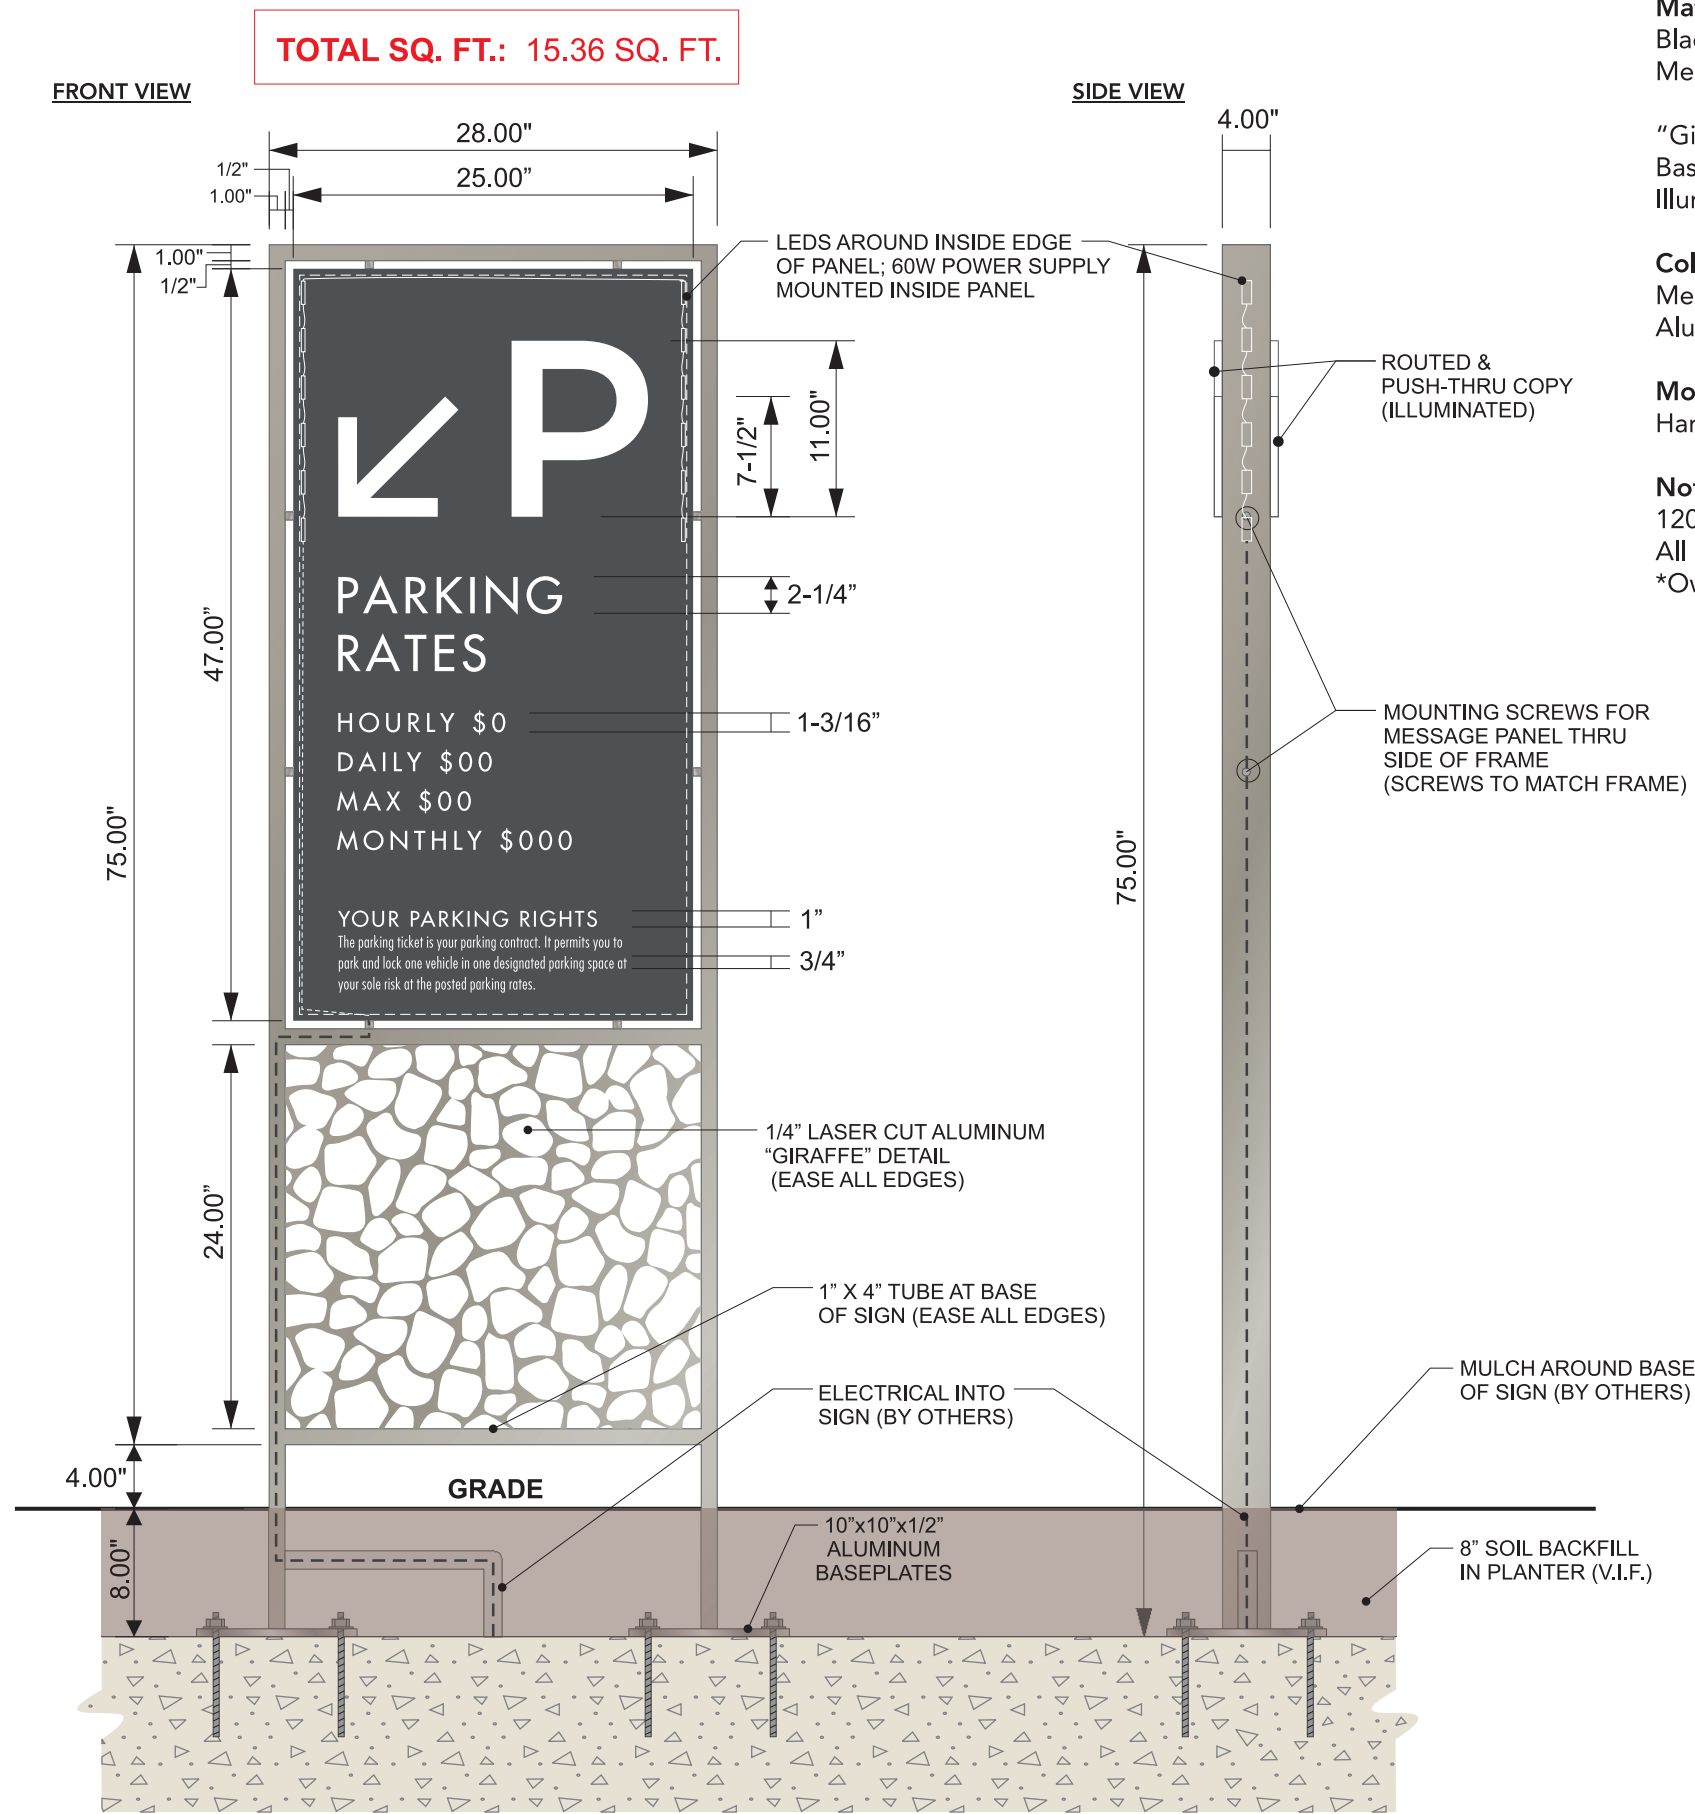 TOTAL SQ. FT.: 15.36 SQ. FT.
FRONT VIEW
28.00"
25.00”
1/2"
1.00"
1.00"
1/2"
47.00”
75.00"
24.00”
4.00"
8.00"
P
PARKING
RATES
HOURLY $0
DAILY $00
MAX $00
MONTHLY $000
YOUR PARKING RIGHTS
The parking ticket is your parking contract. It permits you to
park and lock one vehicle in one designated parking space at
your sole risk at the posted parking rates.
11.00"
7-1/2"
2-1/4”
1-3/16”
1”
3/4”
LEDS AROUND INSIDE EDGE
OF PANEL; 60W POWER SUPPLY
MOUNTED INSIDE PANEL
1/4” LASER CUT ALUMINUM
“GIRAFFE” DETAIL
(EASE ALL EDGES)
1” X 4” TUBE AT BASE
OF SIGN (EASE ALL EDGES)
ELECTRICAL INTO
SIGN (BY OTHERS)
GRADE
10”x10”x1/2”
ALUMINUM
BASEPLATES
SIDE VIEW
4.00"
75.00"
ROUTED &
PUSH-THRU COPY
(ILLUMINATED)
MOUNTING SCREWS FOR
MESSAGE PANEL THRU
SIDE OF FRAME
(SCREWS TO MATCH FRAME)
MULCH AROUND BASE
OF SIGN (BY OTHERS)
8” SOIL BACKFILL
IN PLANTER (V.I.F.)
120
All